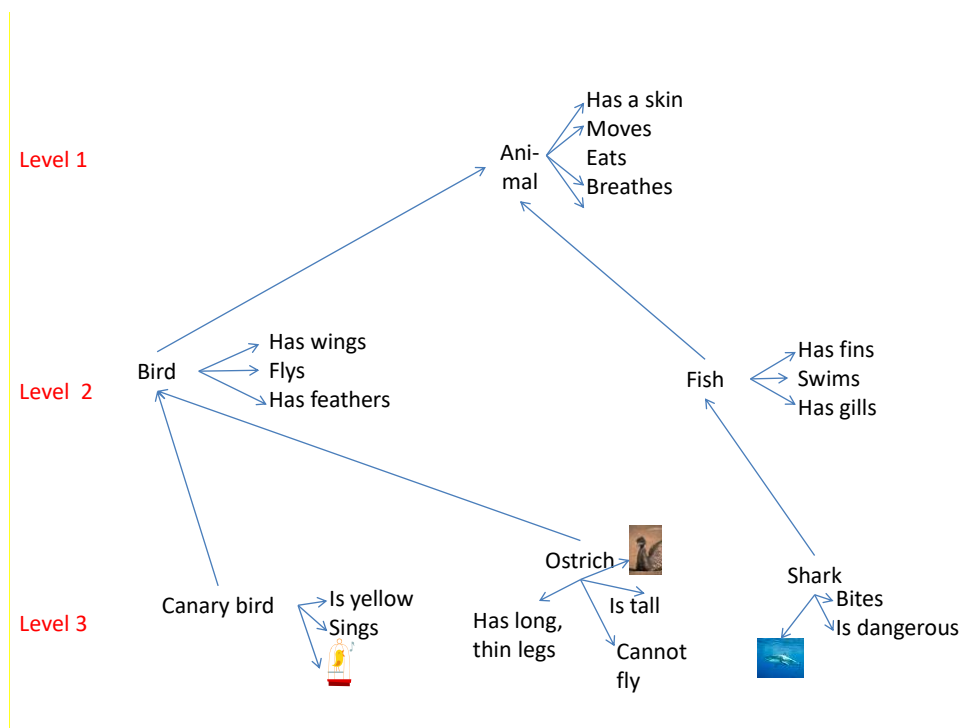 Level 1
Ani-
mal
Has a skin
Moves
Eats
Breathes
Level  2
Bird
Has wings
Flys
Has feathers
Fish
Has fins
Swims
Has gills
Level 3
Canary bird
Is yellow
Sings
Ostrich
Has long,
thin legs
Is tall
Cannot
fly
Shark
Bites
Is dangerous